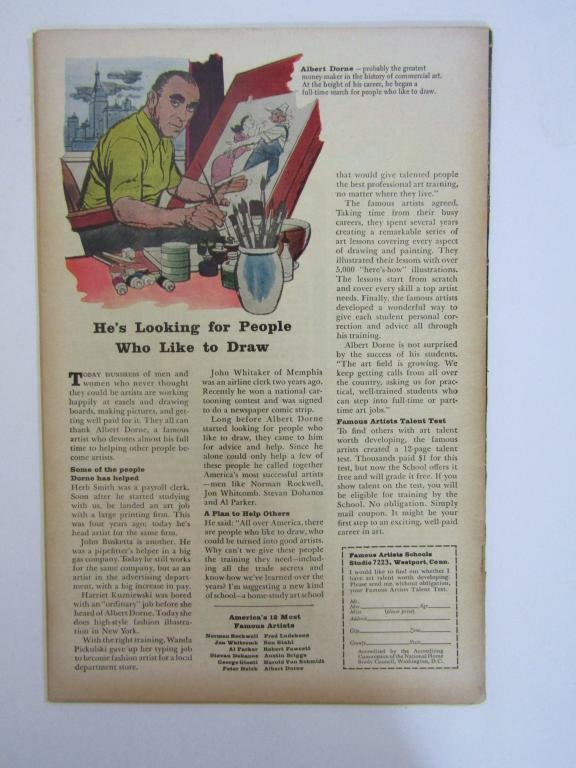 Albert Dorne — probably the greatest
money-maker in the history of commercial art.
At the height of his career, he began a
full-time search for people who like to draw.
He's Looking for People
Who Like to Draw
TODAY HUNDREDS of men and
women who never thought
they could be artists are working
happily at easels and drawing
boards, making pictures, and get-
ting well paid for it. They all can
thank Albert Dorne, a famous
artist who devotes almost his full
time to helping other people be-
come artists.
Some of the people
Dorne has helped
Herb Smith was a payroll clerk.
Soon after he started studying
with us, he landed an art job
with a large printing firm. This
was four years ago; today he's
head artist for the same firm.
John Busketta is another. He
was a pipefitter's helper in a big
gas company. Today he still works
for the same company, but as an
artist in the advertising depart-
ment, with a big increase in pay.
Harriet Kuzniewski was bored
with an "ordinary" job before she
heard of Albert Dorne. Today she
does high-style fashion illustra-
tion in New York.
With the right training, Wanda
Pickulski gave up her typing job
to become fashion artist for a local
department store.
John Whitaker of Memphis
was an airline clerk two years ago.
Recently he won a national car-
tooning contest and was signed
to do a newspaper comic strip.
Long before Albert Dorne
started looking for people who
like to draw, they came to him
for advice and help. Since he
alone could only help a few of
these people he called together
America's most successful artists
—men like Norman Rockwell,
Jon Whitcomb, Stevan Dohanos
and Al Parker.
A Plan to Help Others
He said: "All over America, there
are people who like to draw, who
could be turned into good artists.
Why can't we give these people
the training they need—includ-
ing all the trade secrets and
know-how we've learned over the
years? I'm suggesting a new kind
of school—a home-study art school
America's 12 Most
Famous Artists
Norman Rockwell Fred Ludekens
Jon Whitcomb Ben Stahl
Al Parker Robert Fawcett
Stevan Dohanos Austin Briggs
George Giusti Harold Von Schmidt
Peter Helck Albert Dorne
that would give talented people
the best professional art training,
no matter where they live."
The famous artists agreed.
Taking time from their busy
careers, they spent several years
creating a remarkable series of
art lessons covering every aspect
of drawing and painting. They
illustrated their lessons with over
5,000 "here's-how" illustrations.
The lessons start from scratch
and cover every skill a top artist
needs. Finally, the famous artists
developed a wonderful way to
give each student personal cor-
rection and advice all through
his training.
Albert Dorne is not surprised
by the success of his students.
"The art field is growing. We
keep getting calls from all over
the country, asking us for prac-
tical, well-trained students who
can step into full-time or part-
time art jobs."
Famous Artists Talent Test
To find others with art talent
worth developing, the famous
artists created a 12-page talent
test. Thousands paid $1 for this
test, but now the School offers it
free and will grade it free. If you
show talent on the test, you will
be eligible for training by the
School. No obligation. Simply
mail coupon. It might be your
first step to an exciting, well-paid
career in art.
Famous Artists Schools
Studio 7223, Westport, Conn.
I would like to find out whether I
have art talent worth developing.
Please send me, without obligation,
your Famous Artists Talent Test.
Mr.
Mrs. Age
Miss (please print)
Address
City Zone
County State
Accredited by the Accrediting
Commission of the National Home
Study Council, Washington, D.C.